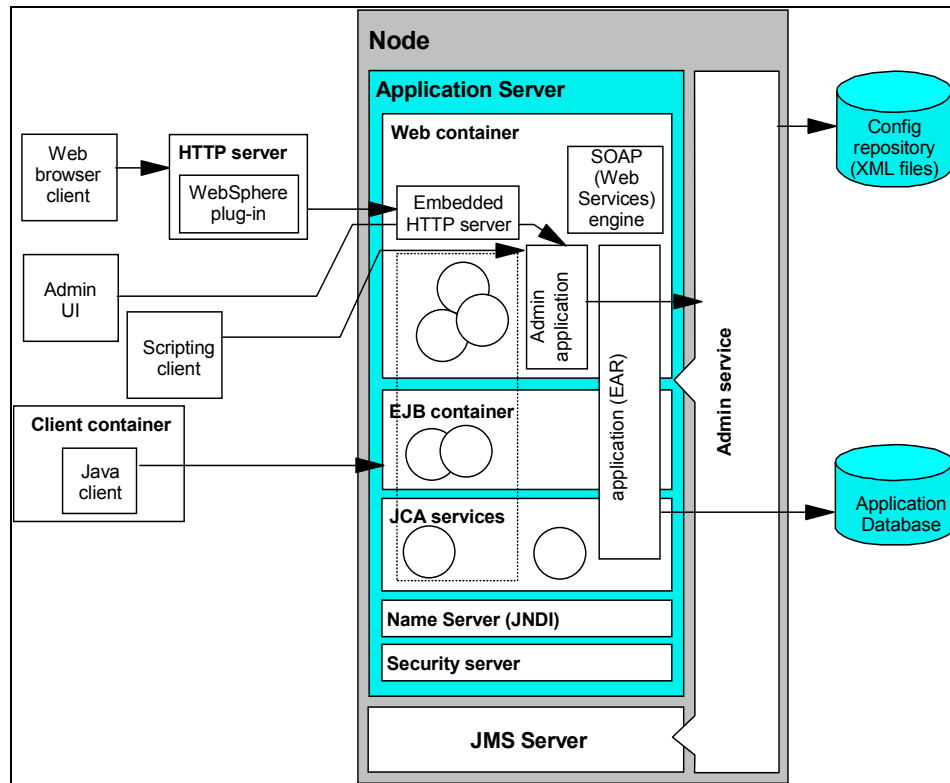 Node
Application Server
Web container
Web
browser
client
HTTP server
WebSphere
plug-in
Embedded
HTTP server
SOAP
(Web
Services)
engine
Config
repository
(XML files)
Admin
UI
Scripting
client
Admin
application
Admin service
application (EAR)
Client container
Java
client
EJB container
JCA services
Application
Database
Name Server (JNDI)
Security server
JMS Server